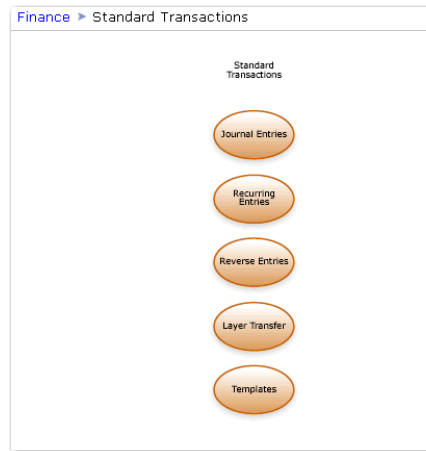 Finance ► Standard Transactions
Standard
Transactions
Journal Entries
Recurring
Entries
Reverse Entries
Layer Transfer
Templates